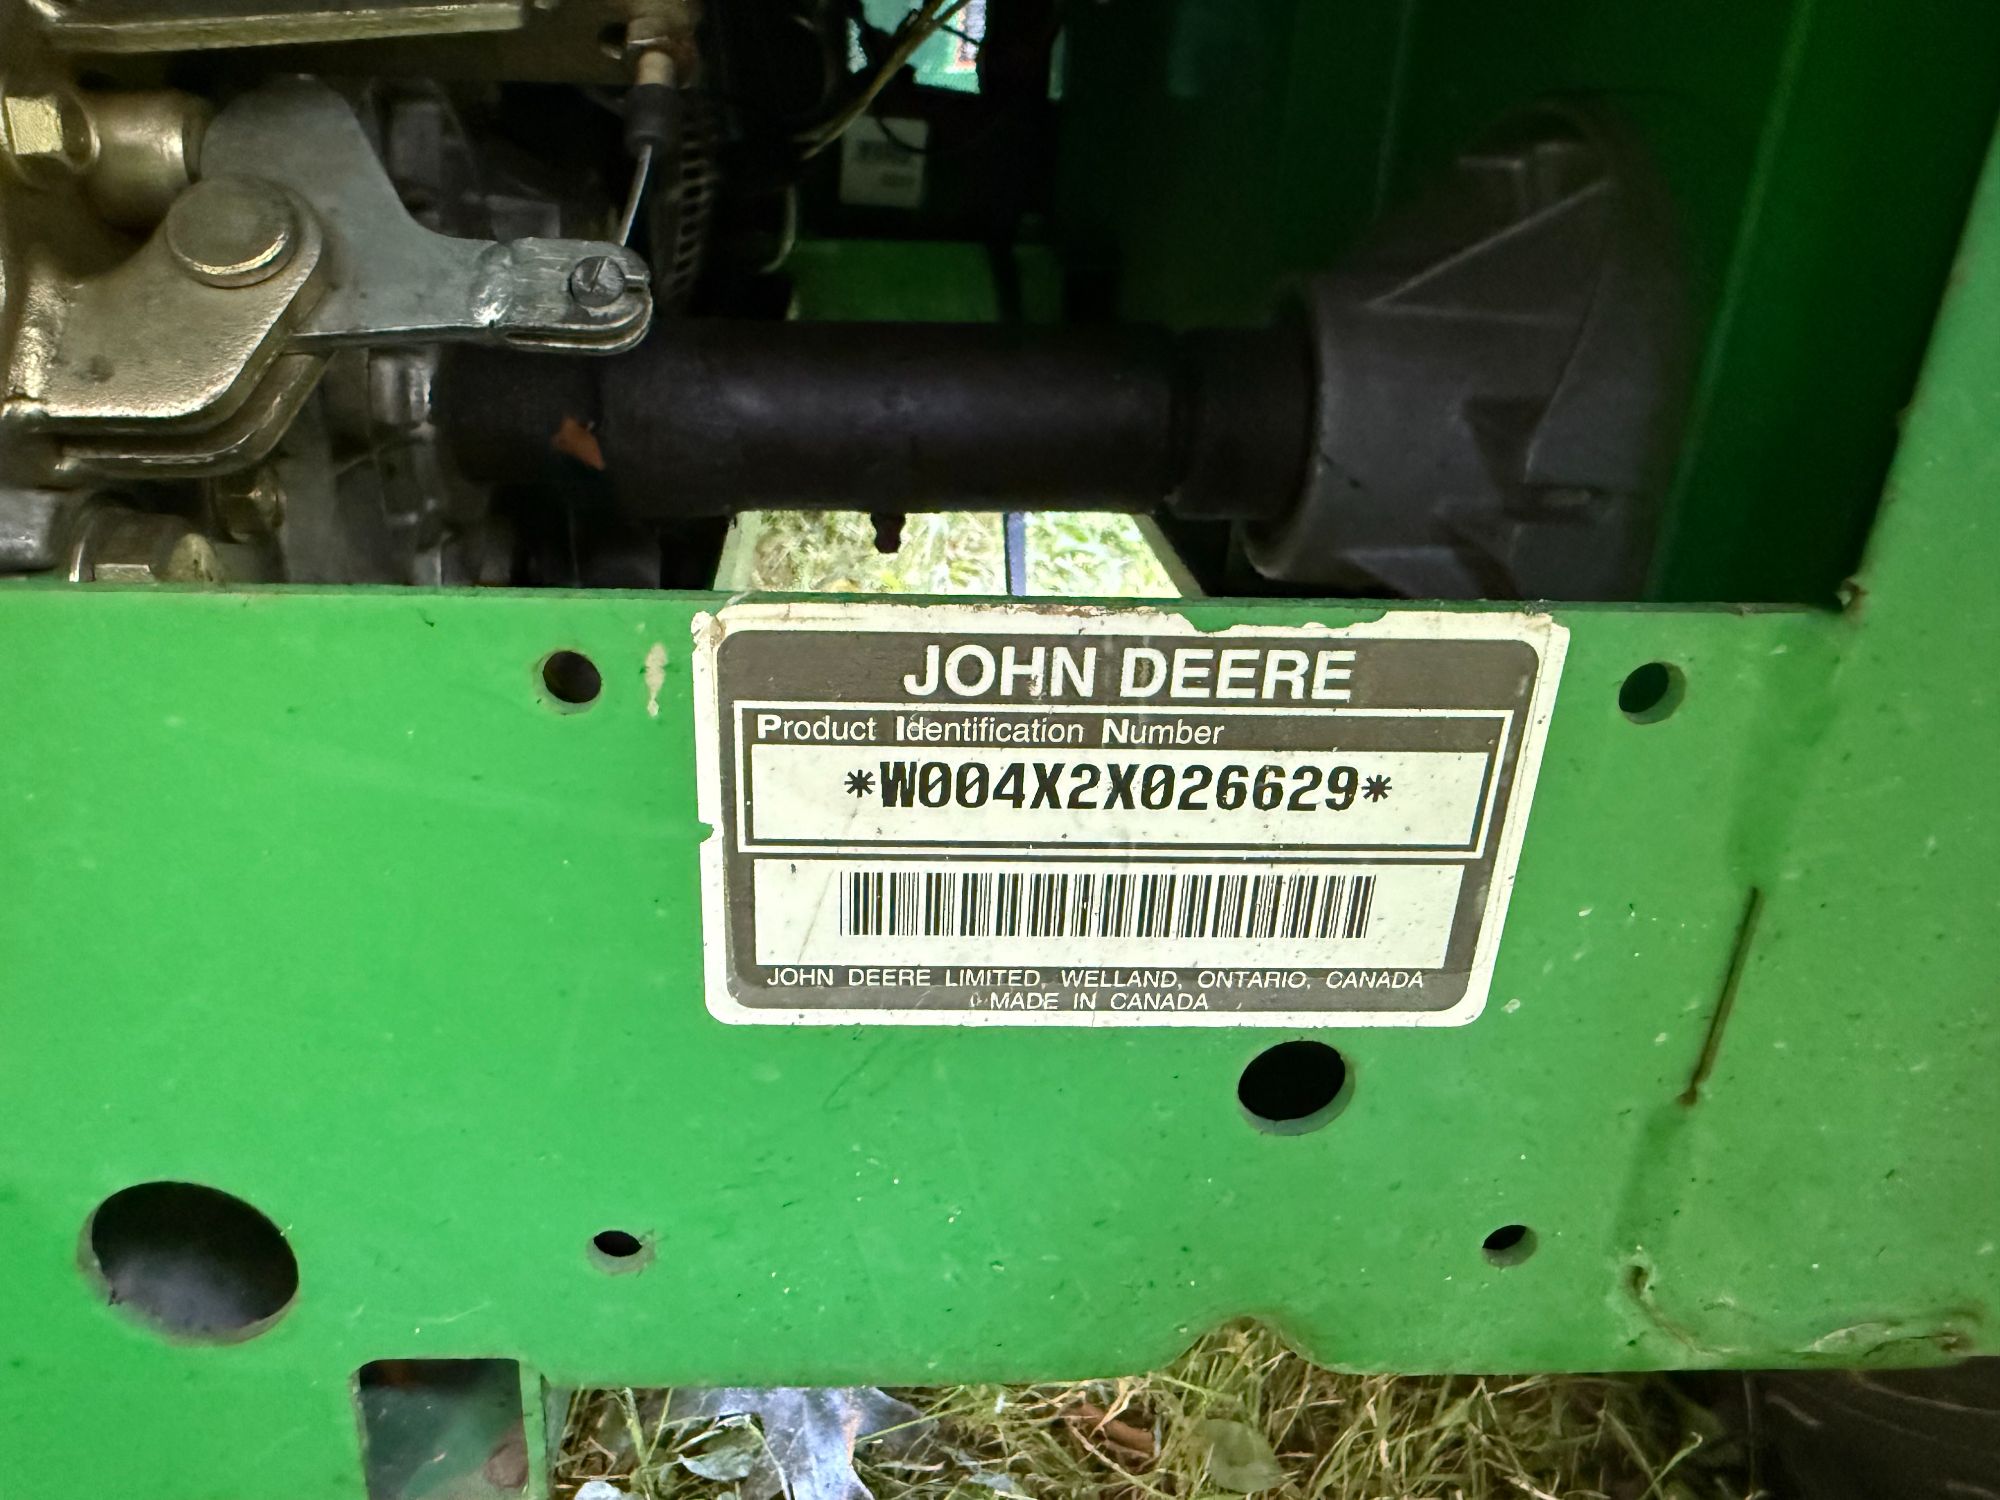 JOHN DEERE
Product Identification Number
*W004X2X026629*
JOHN DEERE LIMITED, WELLAND, ONTARIO, CANADA
MADE IN CANADA